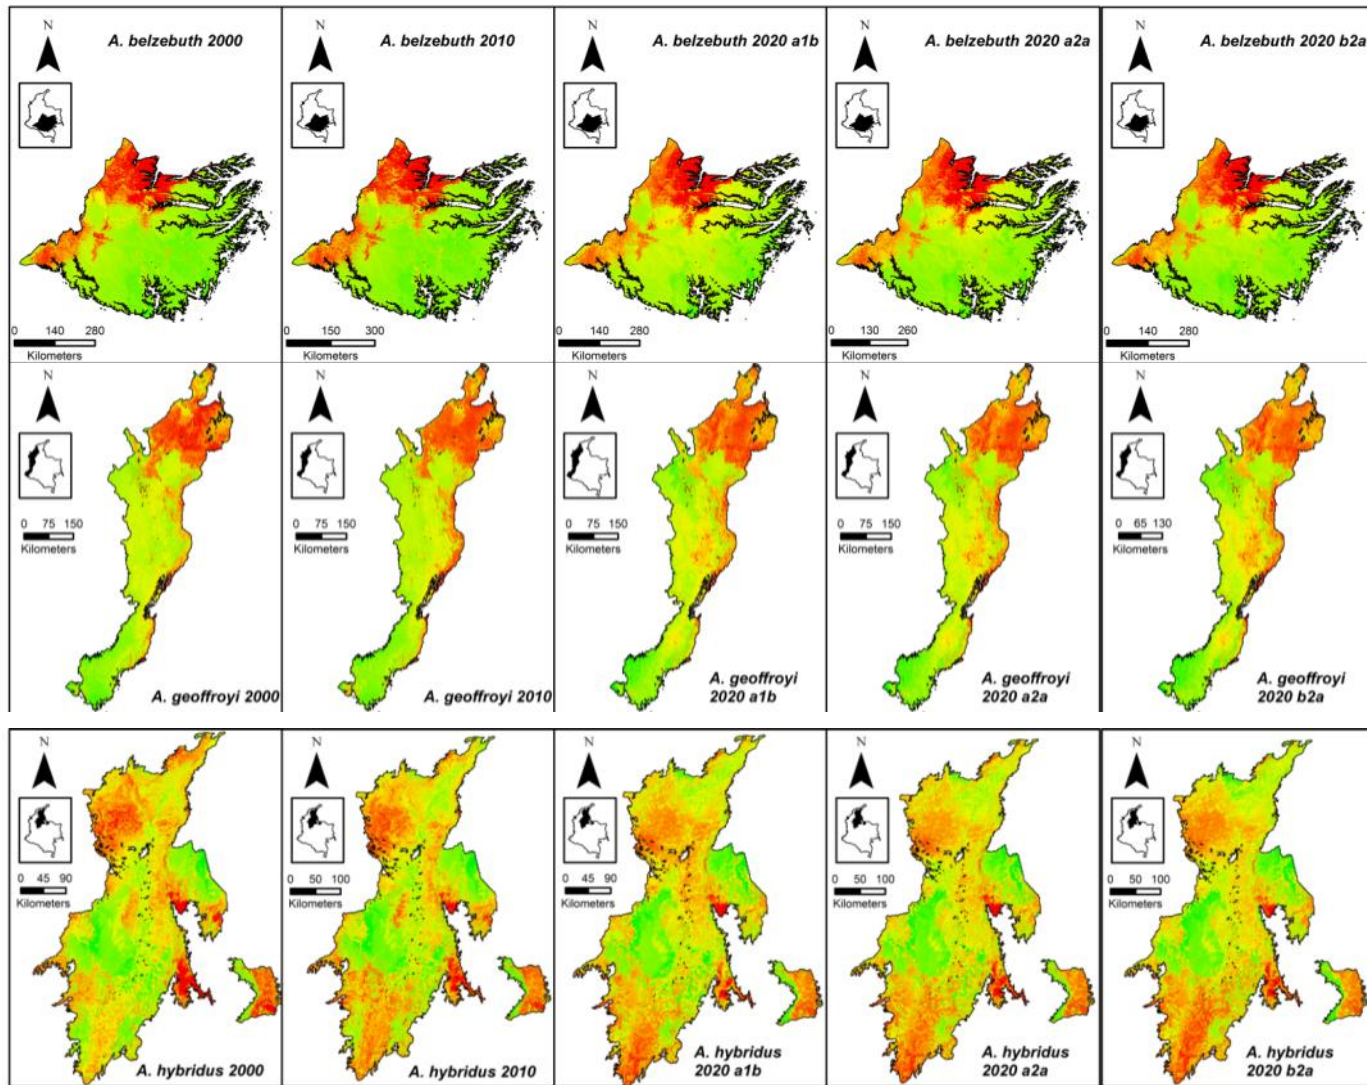 N
A. belzebuth 2000
0 140 280
Kilometers
N
A. belzebuth 2010
0 150 300
Kilometers
N
A. belzebuth 2020 a1b
0 140 280
Kilometers
N
A. belzebuth 2020 a2a
0 130 260
Kilometers
N
A. belzebuth 2020 b2a
0 140 280
Kilometers
N
0 75 150
Kilometers
A. geoffroyi 2000
N
0 75 150
Kilometers
A. geoffroyi 2010
N
0 75 150
Kilometers
A. geoffroyi
2020 a1b
N
0 75 150
Kilometers
A. geoffroyi
2020 a2a
N
0 65 130
Kilometers
A. geoffroyi
2020 b2a
N
0 45 90
Kilometers
A. hybridus 2000
N
0 50 100
Kilometers
A. hybridus 2010
N
0 45 90
Kilometers
A. hybridus
2020 a1b
N
0 50 100
Kilometers
A. hybridus
2020 a2a
N
0 50 100
Kilometers
A. hybridus
2020 b2a